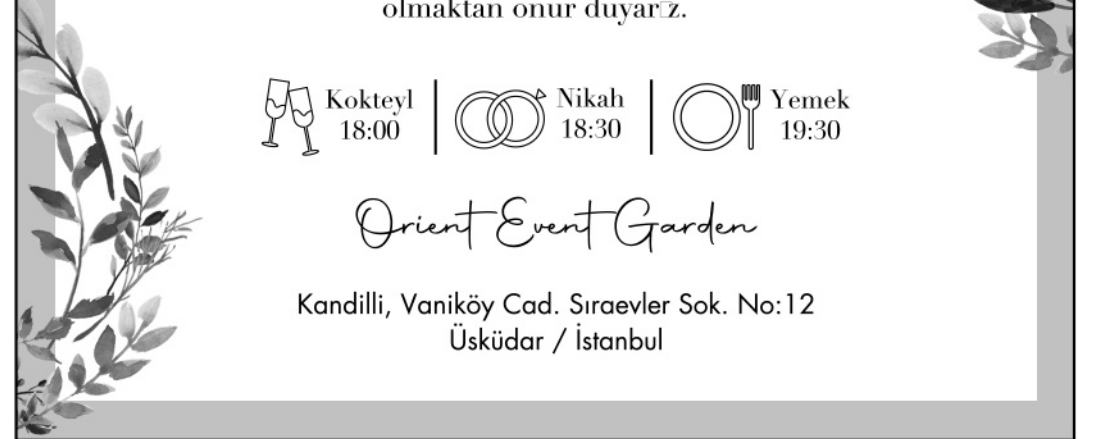 olmaktan onur duyar□z.
Kokteyl
18:00
Nikah
18:30
Yemek
19:30
Orient Event Garden
Kandilli, Vaniköy Cad. Sıraevler Sok. No:12
Üsküdar / İstanbul